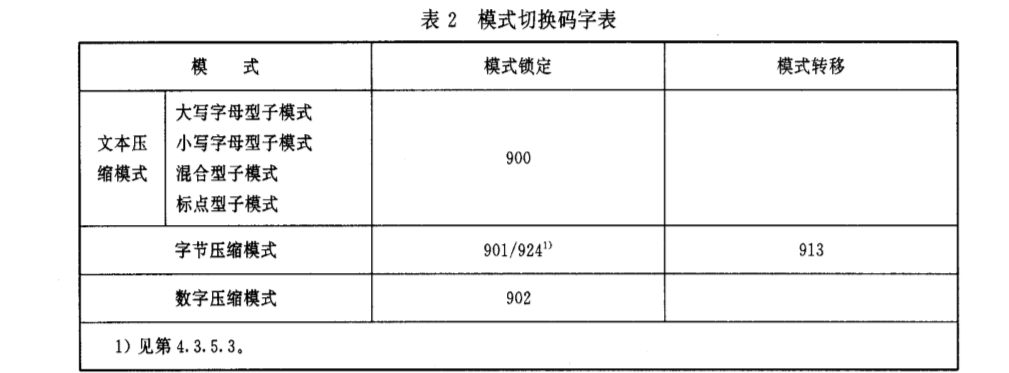 表 2 模式切换码字表
模 式 模式锁定 模式转移
文本压缩模式 大写字母型子模式 900
小写字母型子模式
混合型子模式
标点型子模式
字节压缩模式 901/924¹⁾ 913
数字压缩模式 902
1) 见第 4.3.5.3。